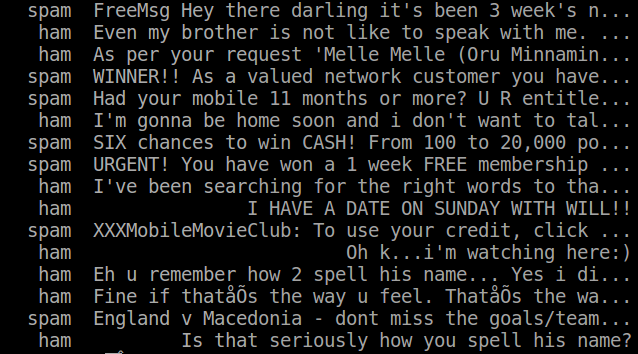 spam FreeMsg Hey there darling it's been 3 week's n...
ham Even my brother is not like to speak with me. ...
ham As per your request 'Melle Melle (Oru Minnamin...
spam WINNER!! As a valued network customer you have...
spam Had your mobile 11 months or more? U R entitle...
ham I'm gonna be home soon and i don't want to tal...
spam SIX chances to win CASH! From 100 to 20,000 po...
spam URGENT! You have won a 1 week FREE membership ...
ham I've been searching for the right words to tha...
ham I HAVE A DATE ON SUNDAY WITH WILL!!
spam XXXMobileMovieClub: To use your credit, click ...
ham Oh k...i'm watching here:)
ham Eh u remember how 2 spell his name... Yes i di...
ham Fine if thatåÕs the way u feel. ThatåÕs the wa...
spam England v Macedonia - dont miss the goals/team...
ham Is that seriously how you spell his name?